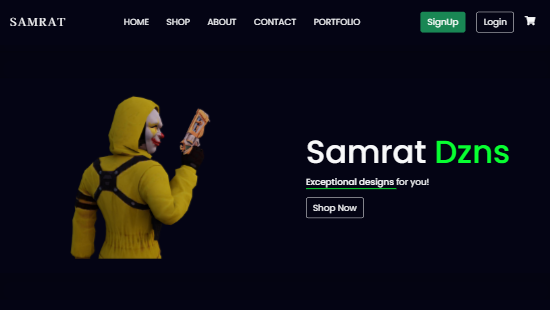 SAMRAT HOME SHOP ABOUT CONTACT PORTFOLIO SignUp Login
Samrat Dzns
Exceptional designs for you!
Shop Now